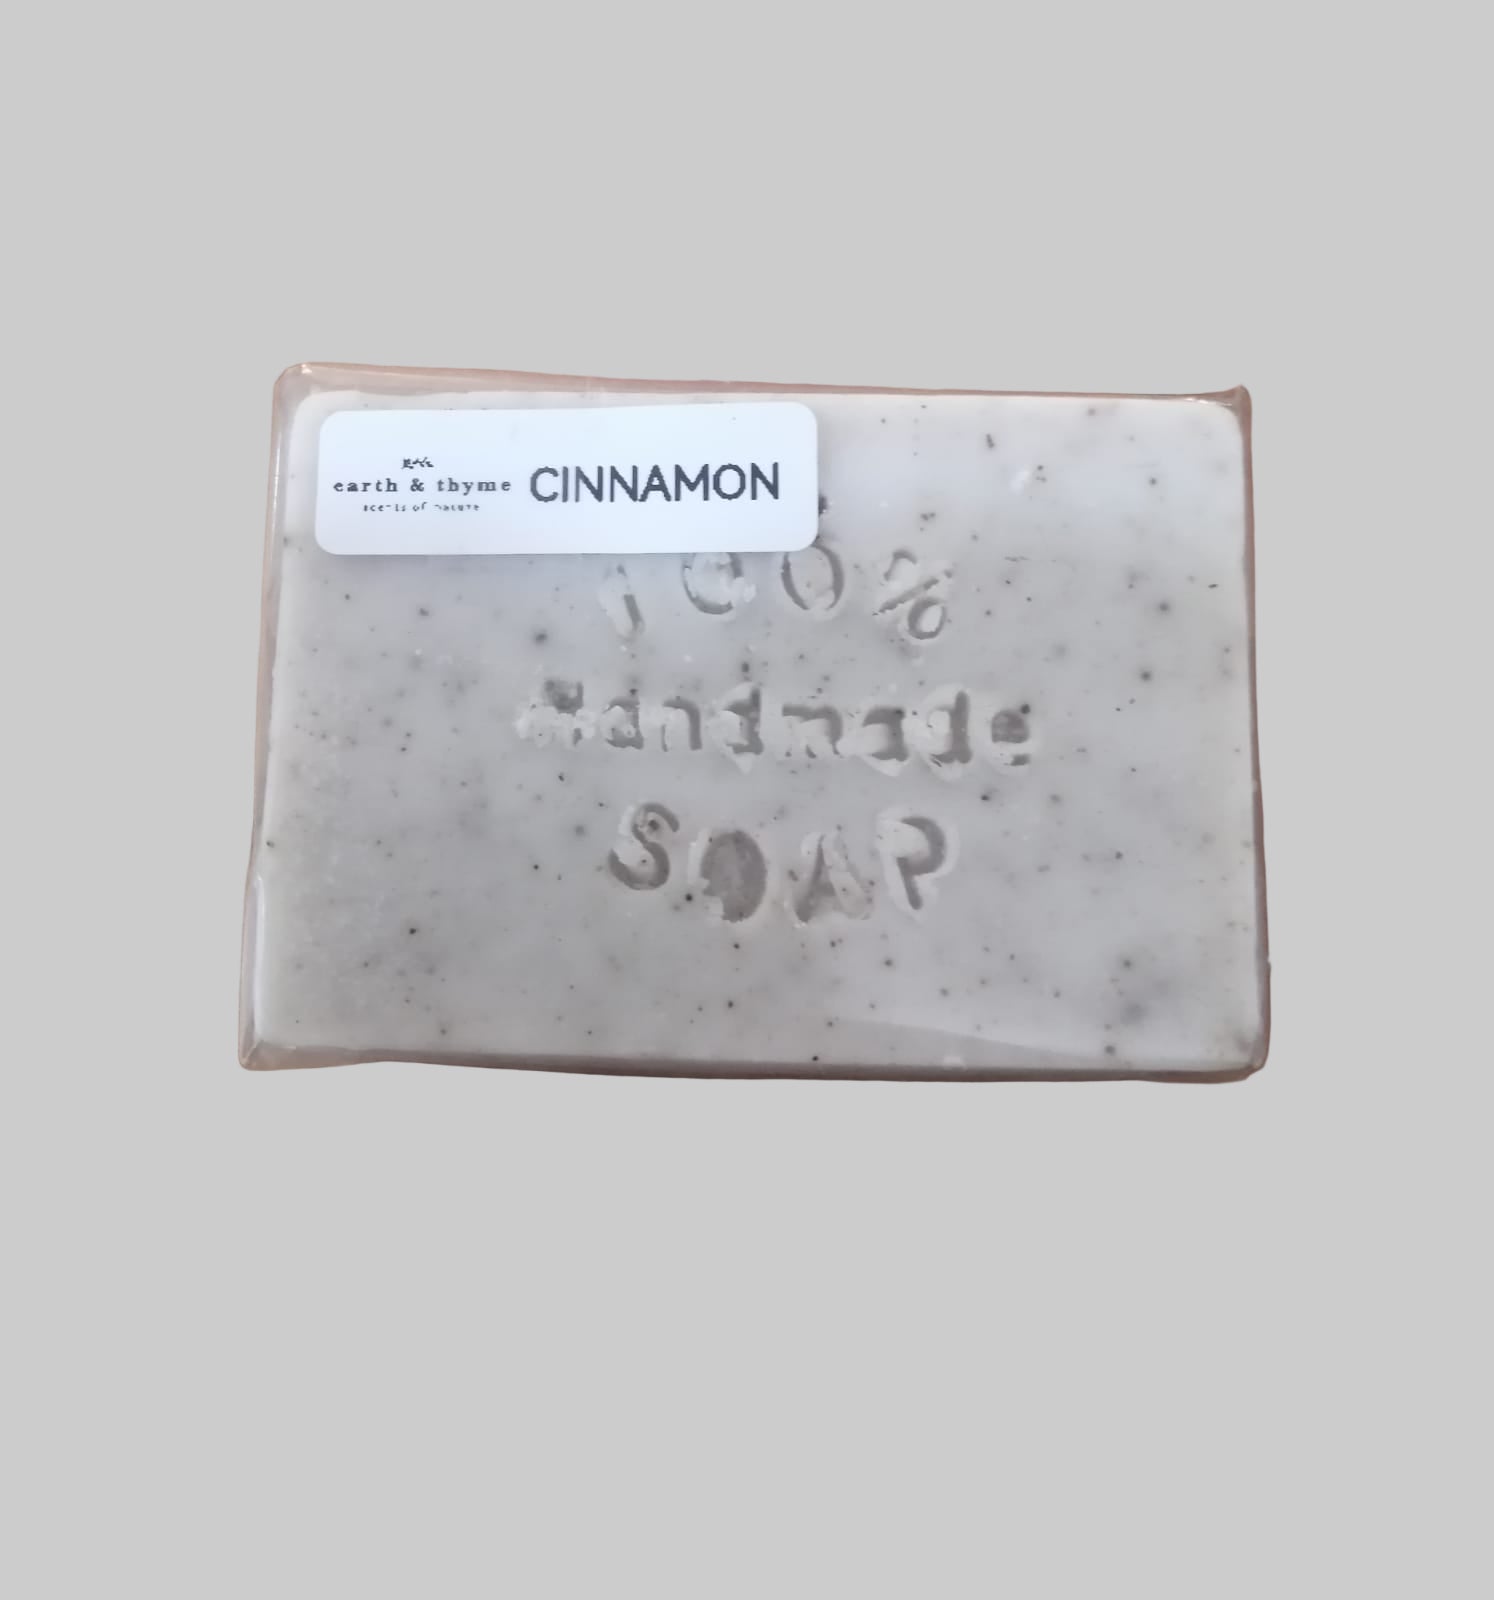 earth & thyme
scents of nature
CINNAMON
100%
Handmade
SOAP